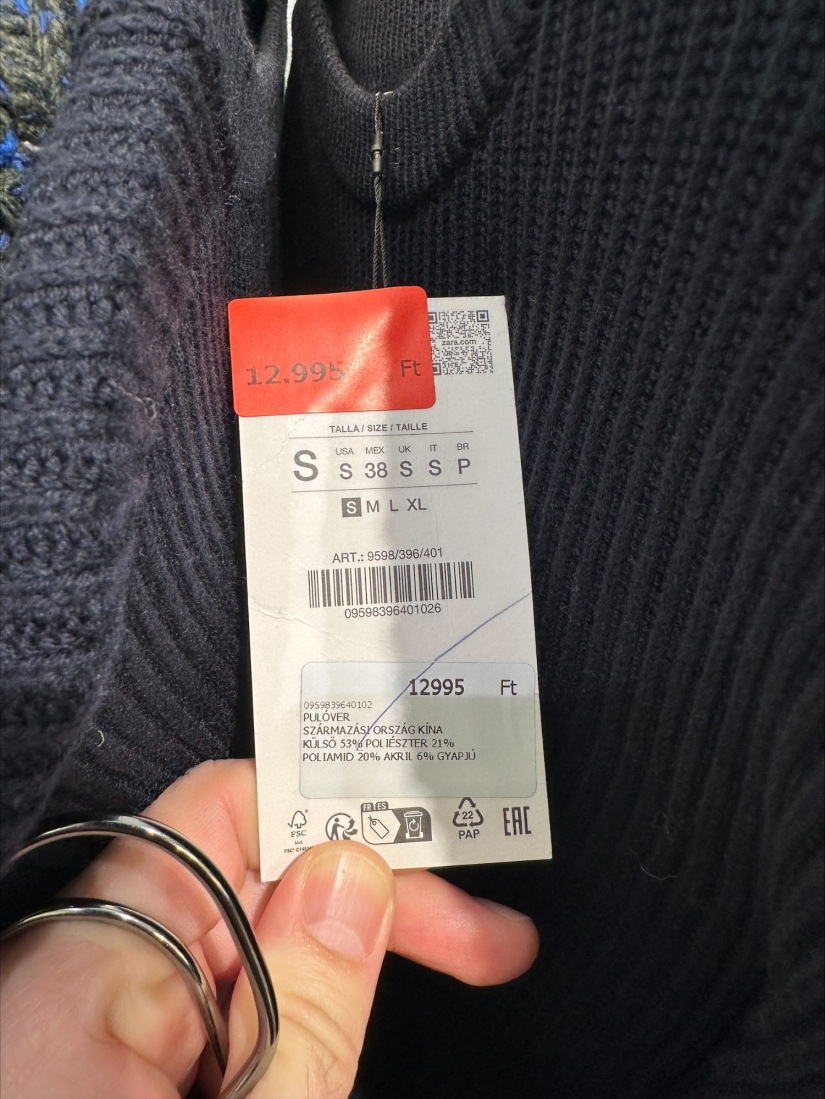 12.995 Ft
zara.com
TALLA / SIZE / TAILLE
USA MEX UK IT BR
S S 38 S S P
S M L XL
ART.: 9598/396/401
09598396401026
12995 Ft
0959839640102
PULÓVER
SZÁRMAZÁSI ORSZÁG KÍNA
KÜLSŐ 53% POLIÉSZTER 21%
POLIAMID 20% AKRIL 6% GYAPJÚ
FR ES
FSC
MIX
22
PAP
EAC